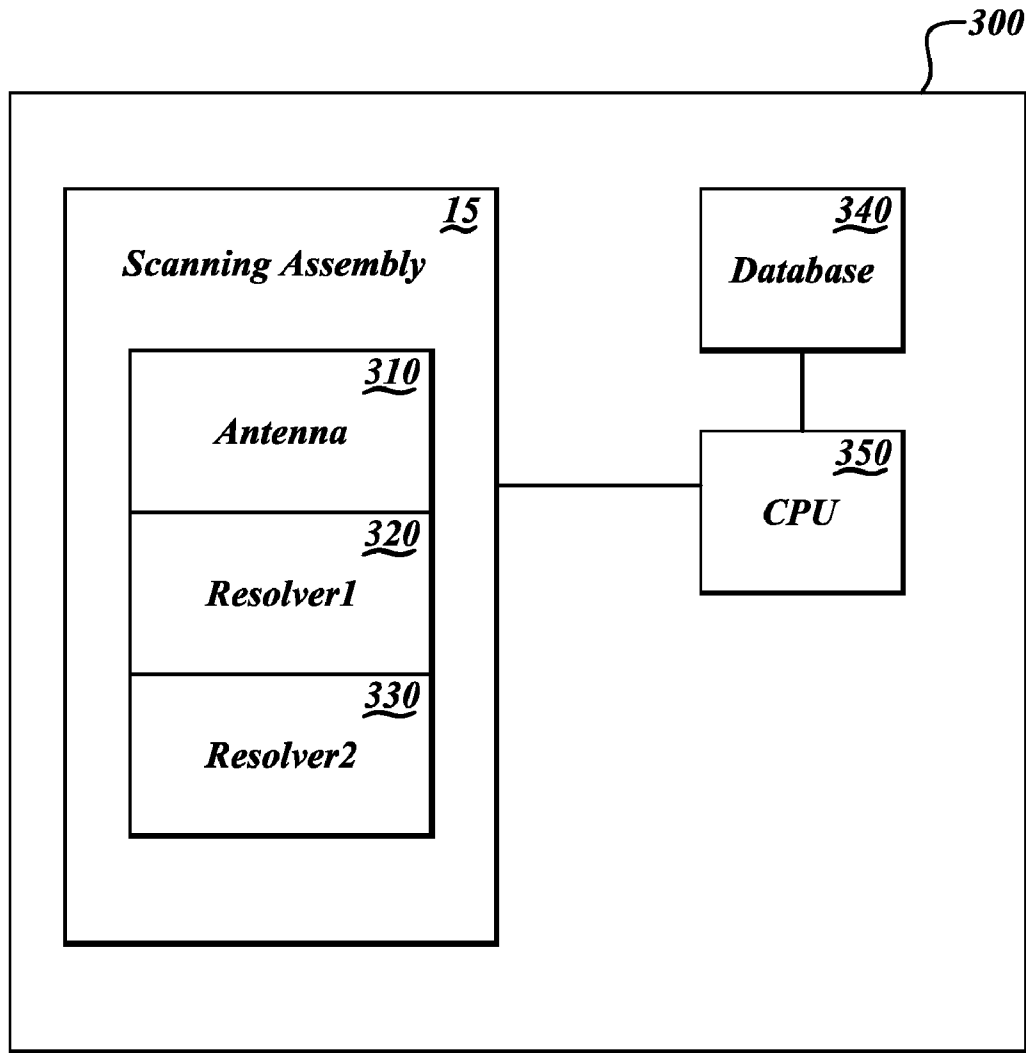 300
15
Scanning Assembly
310
Antenna
320
Resolver1
330
Resolver2
340
Database
350
CPU